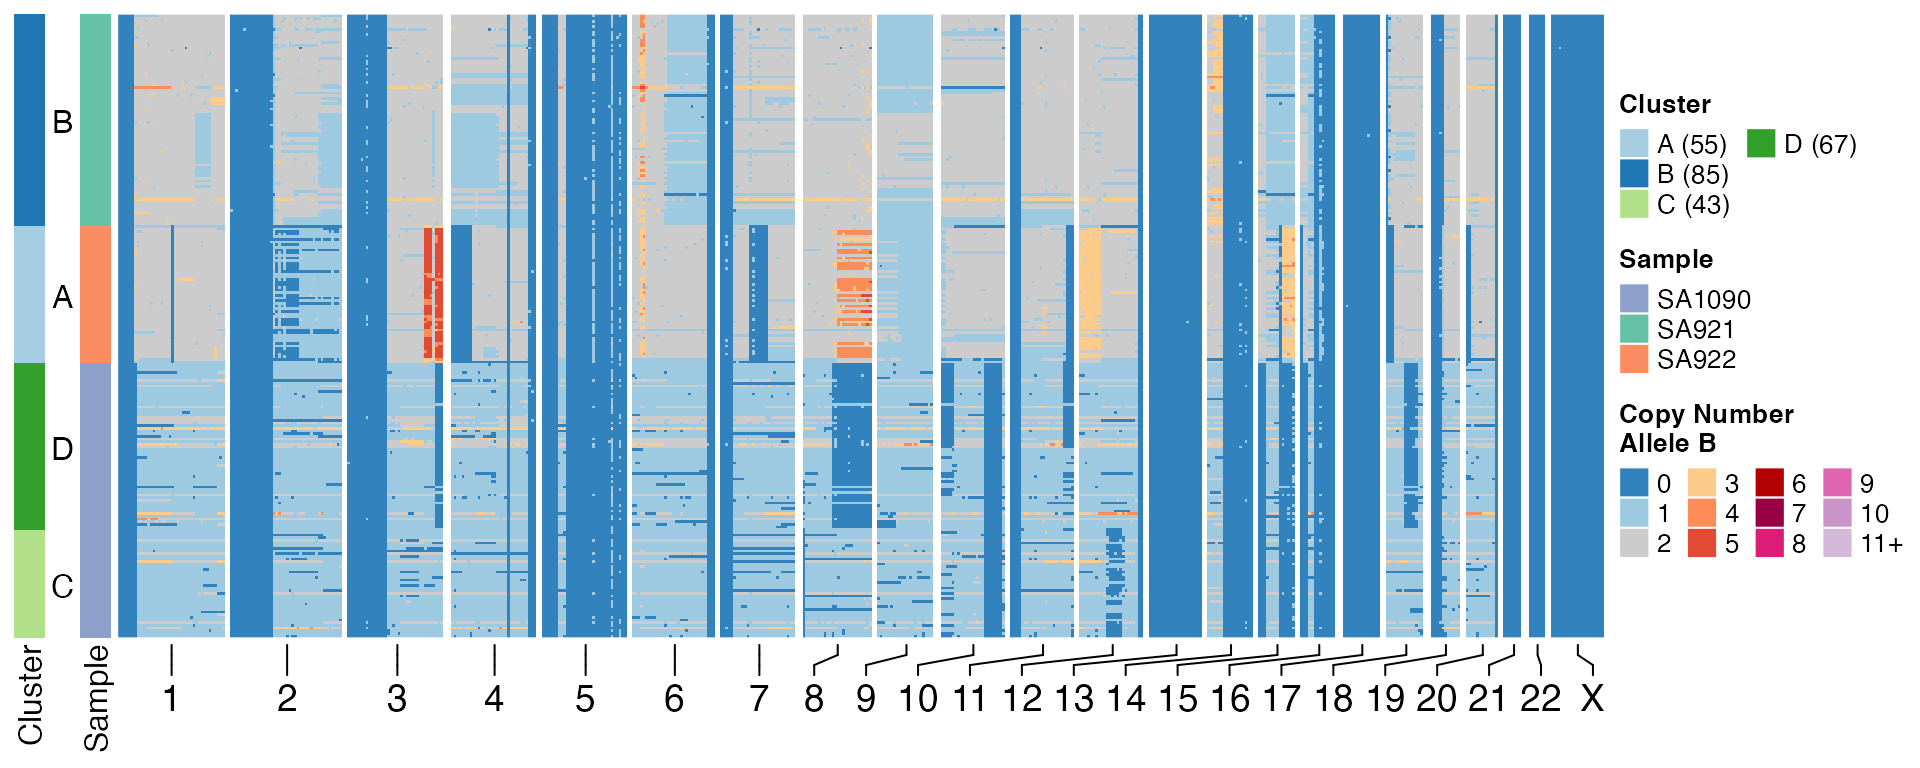 B
A
D
C
Cluster
Sample
1 2 3 4 5 6 7 8 9 10 11 12 13 14 15 16 17 18 19 20 21 22 X
Cluster
A (55) D (67)
B (85)
C (43)
Sample
SA1090
SA921
SA922
Copy Number
Allele B
0 3 6 9
1 4 7 10
2 5 8 11+